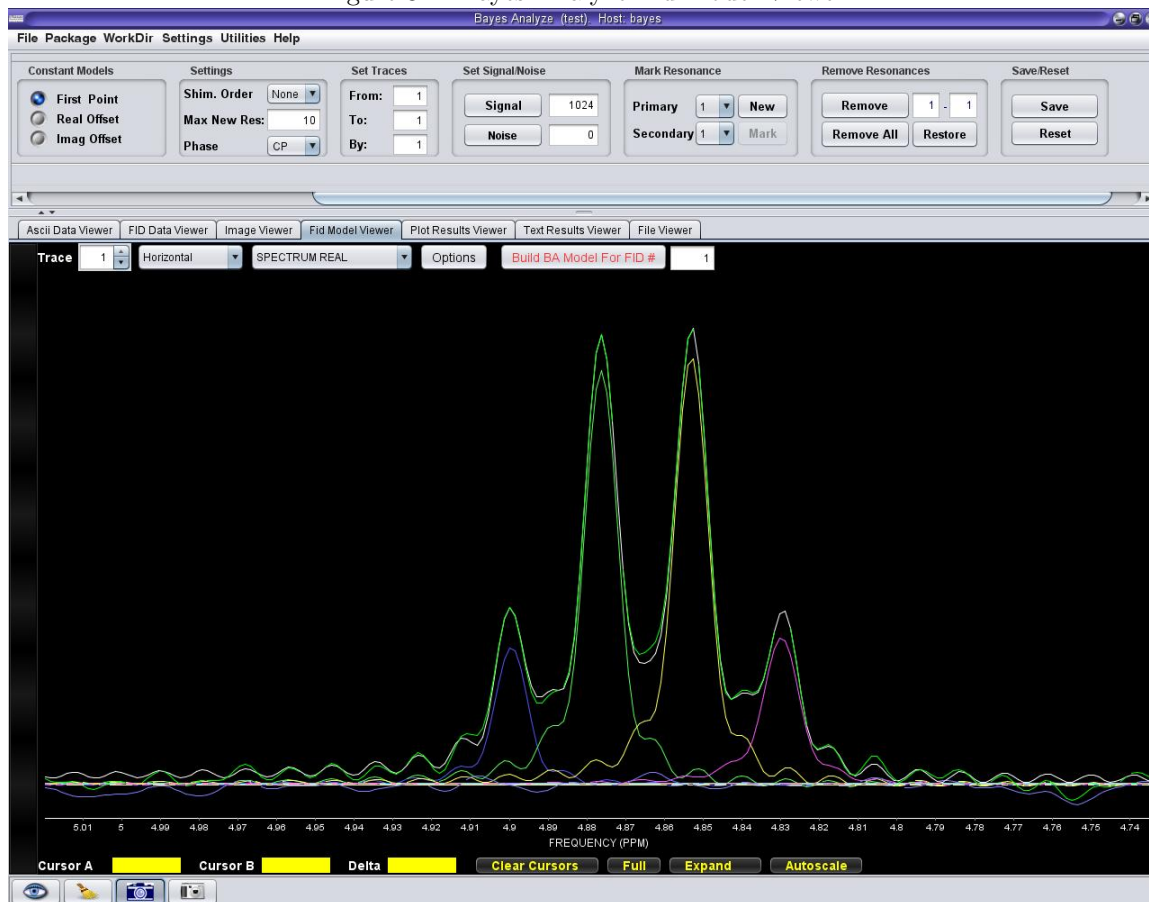 Bayes Analyze (test). Host: bayes
File Package WorkDir Settings Utilities Help
Constant Models Settings Set Traces Set Signal/Noise Mark Resonance Remove Resonances Save/Reset
First Point Shim. Order None From: 1 Signal 1024 Primary 1 New Remove 1 - 1 Save
Real Offset Max New Res: 10 To: 1 Noise 0 Secondary 1 Mark Remove All Restore Reset
Imag Offset Phase CP By: 1
Ascii Data Viewer FID Data Viewer Image Viewer Fid Model Viewer Plot Results Viewer Text Results Viewer File Viewer
Trace 1 Horizontal SPECTRUM REAL Options Build BA Model For FID # 1
5.01 5 4.99 4.98 4.97 4.96 4.95 4.94 4.93 4.92 4.91 4.9 4.89 4.88 4.87 4.86 4.85 4.84 4.83 4.82 4.81 4.8 4.79 4.78 4.77 4.76 4.75 4.74
FREQUENCY (PPM)
Cursor A Cursor B Delta Clear Cursors Full Expand Autoscale